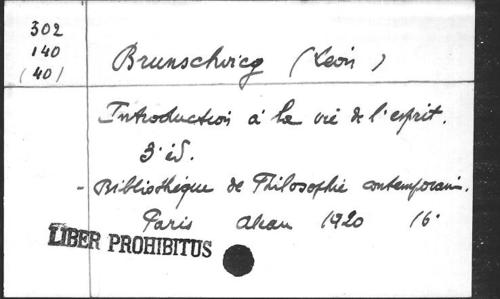 302
140
(40)
Brunschvicg (Léon)
Introduction à la vie de l'esprit.
3e éd.
- Bibliothèque de Philosophie contemporain.
Paris Alcan 1920 16°
LIBER PROHIBITUS